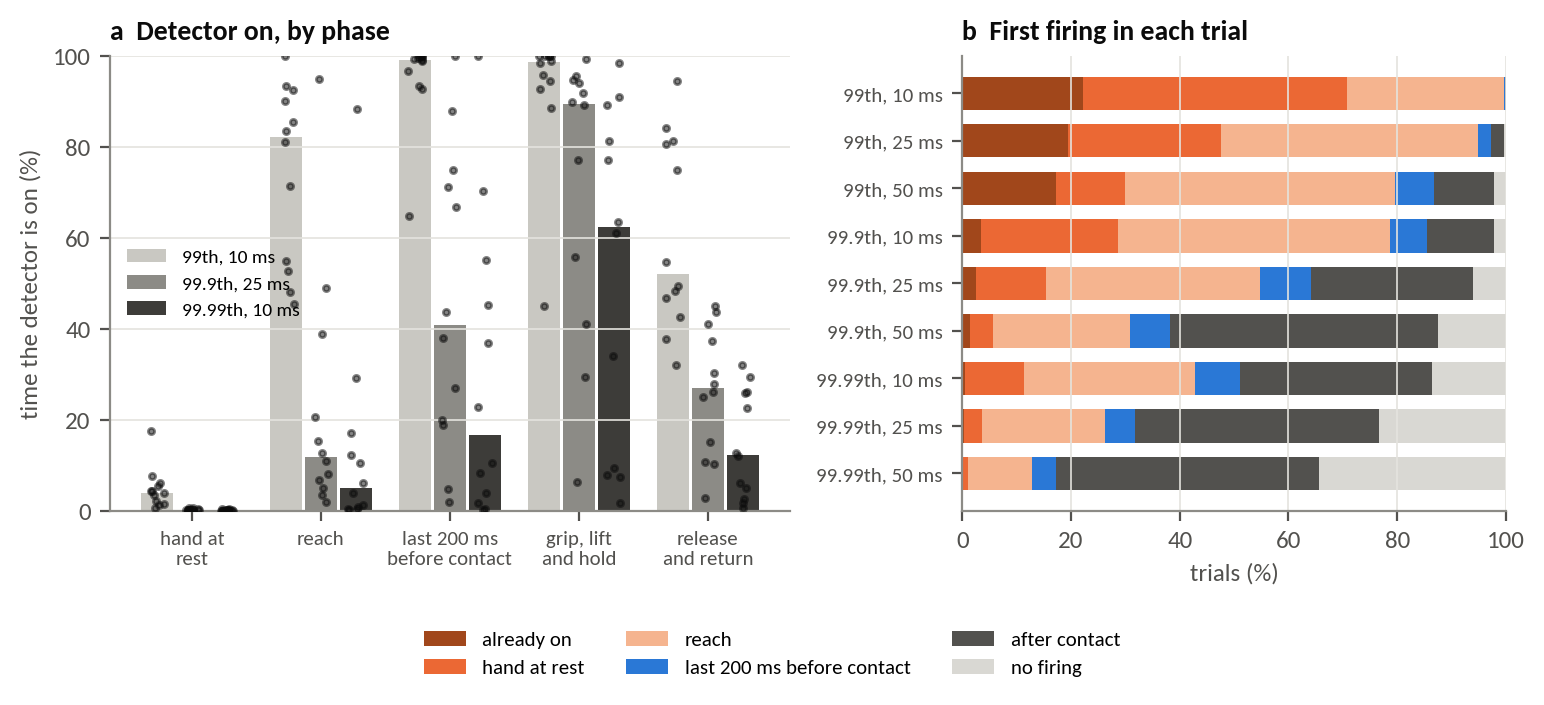 a Detector on, by phase
time the detector is on (%)
100
80
60
40
20
0
99th, 10 ms
99.9th, 25 ms
99.99th, 10 ms
hand at
rest
reach
last 200 ms
before contact
grip, lift
and hold
release
and return
b First firing in each trial
99th, 10 ms
99th, 25 ms
99th, 50 ms
99.9th, 10 ms
99.9th, 25 ms
99.9th, 50 ms
99.99th, 10 ms
99.99th, 25 ms
99.99th, 50 ms
0 20 40 60 80 100
trials (%)
already on
hand at rest
reach
last 200 ms before contact
after contact
no firing